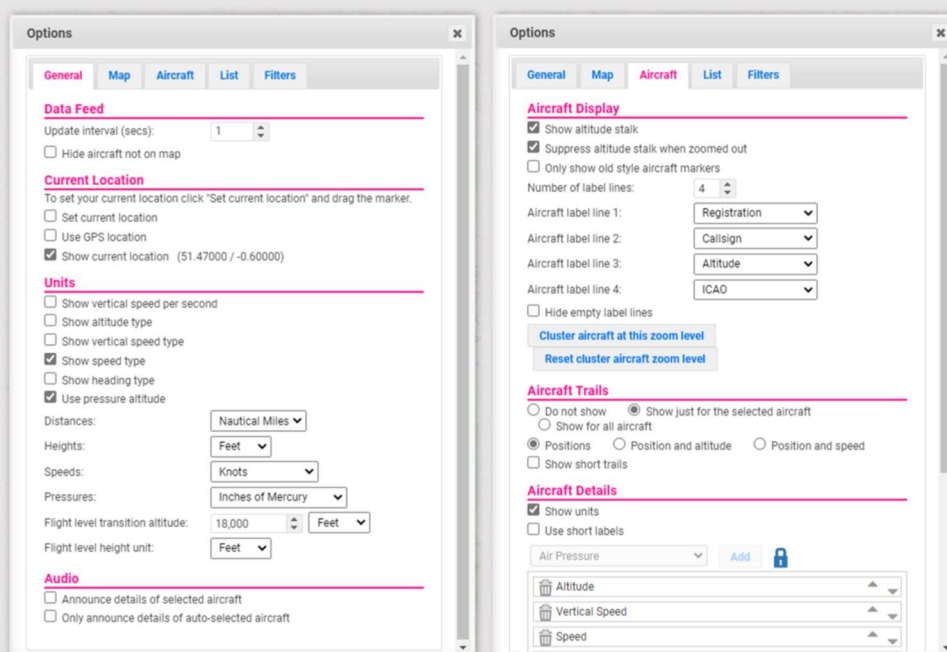 Options
General Map Aircraft List Filters
Data Feed
Update interval (secs): 1
Hide aircraft not on map
Current Location
To set your current location click "Set current location" and drag the marker.
Set current location
Use GPS location
Show current location (51.47000 / -0.60000)
Units
Show vertical speed per second
Show altitude type
Show vertical speed type
Show speed type
Show heading type
Use pressure altitude
Distances: Nautical Miles
Heights: Feet
Speeds: Knots
Pressures: Inches of Mercury
Flight level transition altitude: 18,000 Feet
Flight level height unit: Feet
Audio
Announce details of selected aircraft
Only announce details of auto-selected aircraft
Options
General Map Aircraft List Filters
Aircraft Display
Show altitude stalk
Suppress altitude stalk when zoomed out
Only show old style aircraft markers
Number of label lines: 4
Aircraft label line 1: Registration
Aircraft label line 2: Callsign
Aircraft label line 3: Altitude
Aircraft label line 4: ICAO
Hide empty label lines
Cluster aircraft at this zoom level
Reset cluster aircraft zoom level
Aircraft Trails
Do not show Show just for the selected aircraft
Show for all aircraft
Positions Position and altitude Position and speed
Show short trails
Aircraft Details
Show units
Use short labels
Air Pressure Add
Altitude
Vertical Speed
Speed